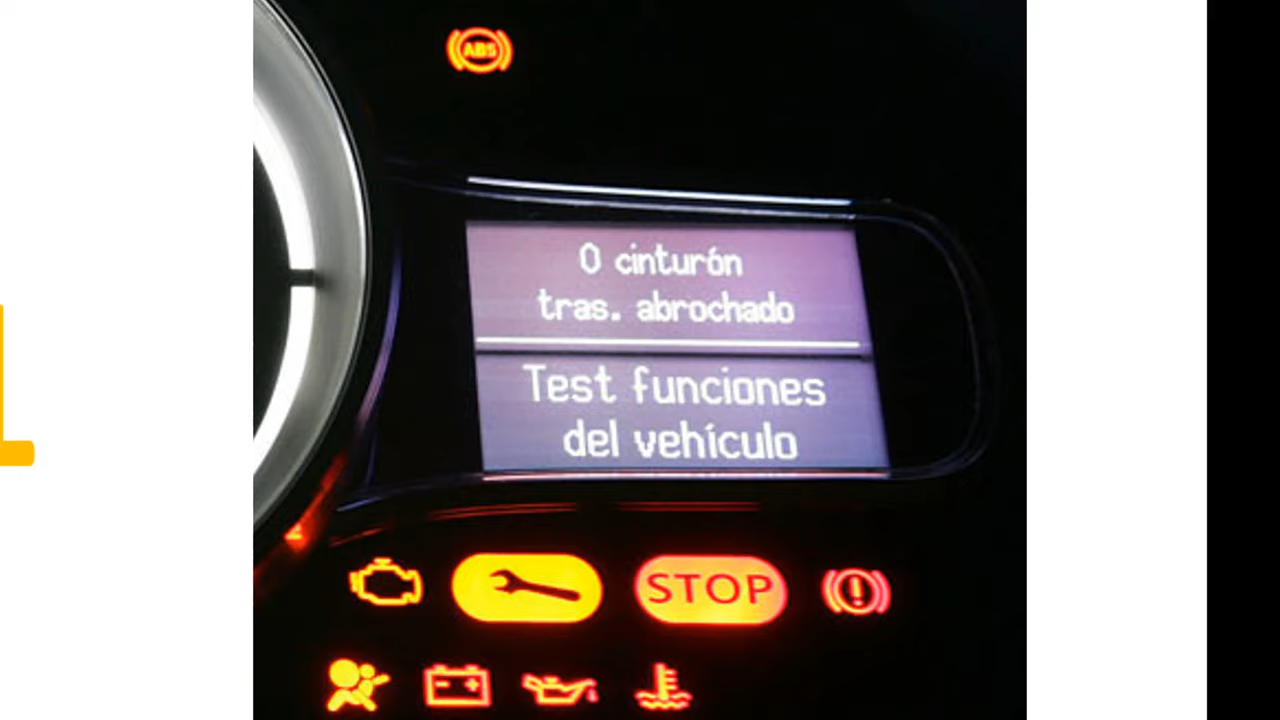 ABS
0 cinturón
tras. abrochado
Test funciones
del vehículo
STOP